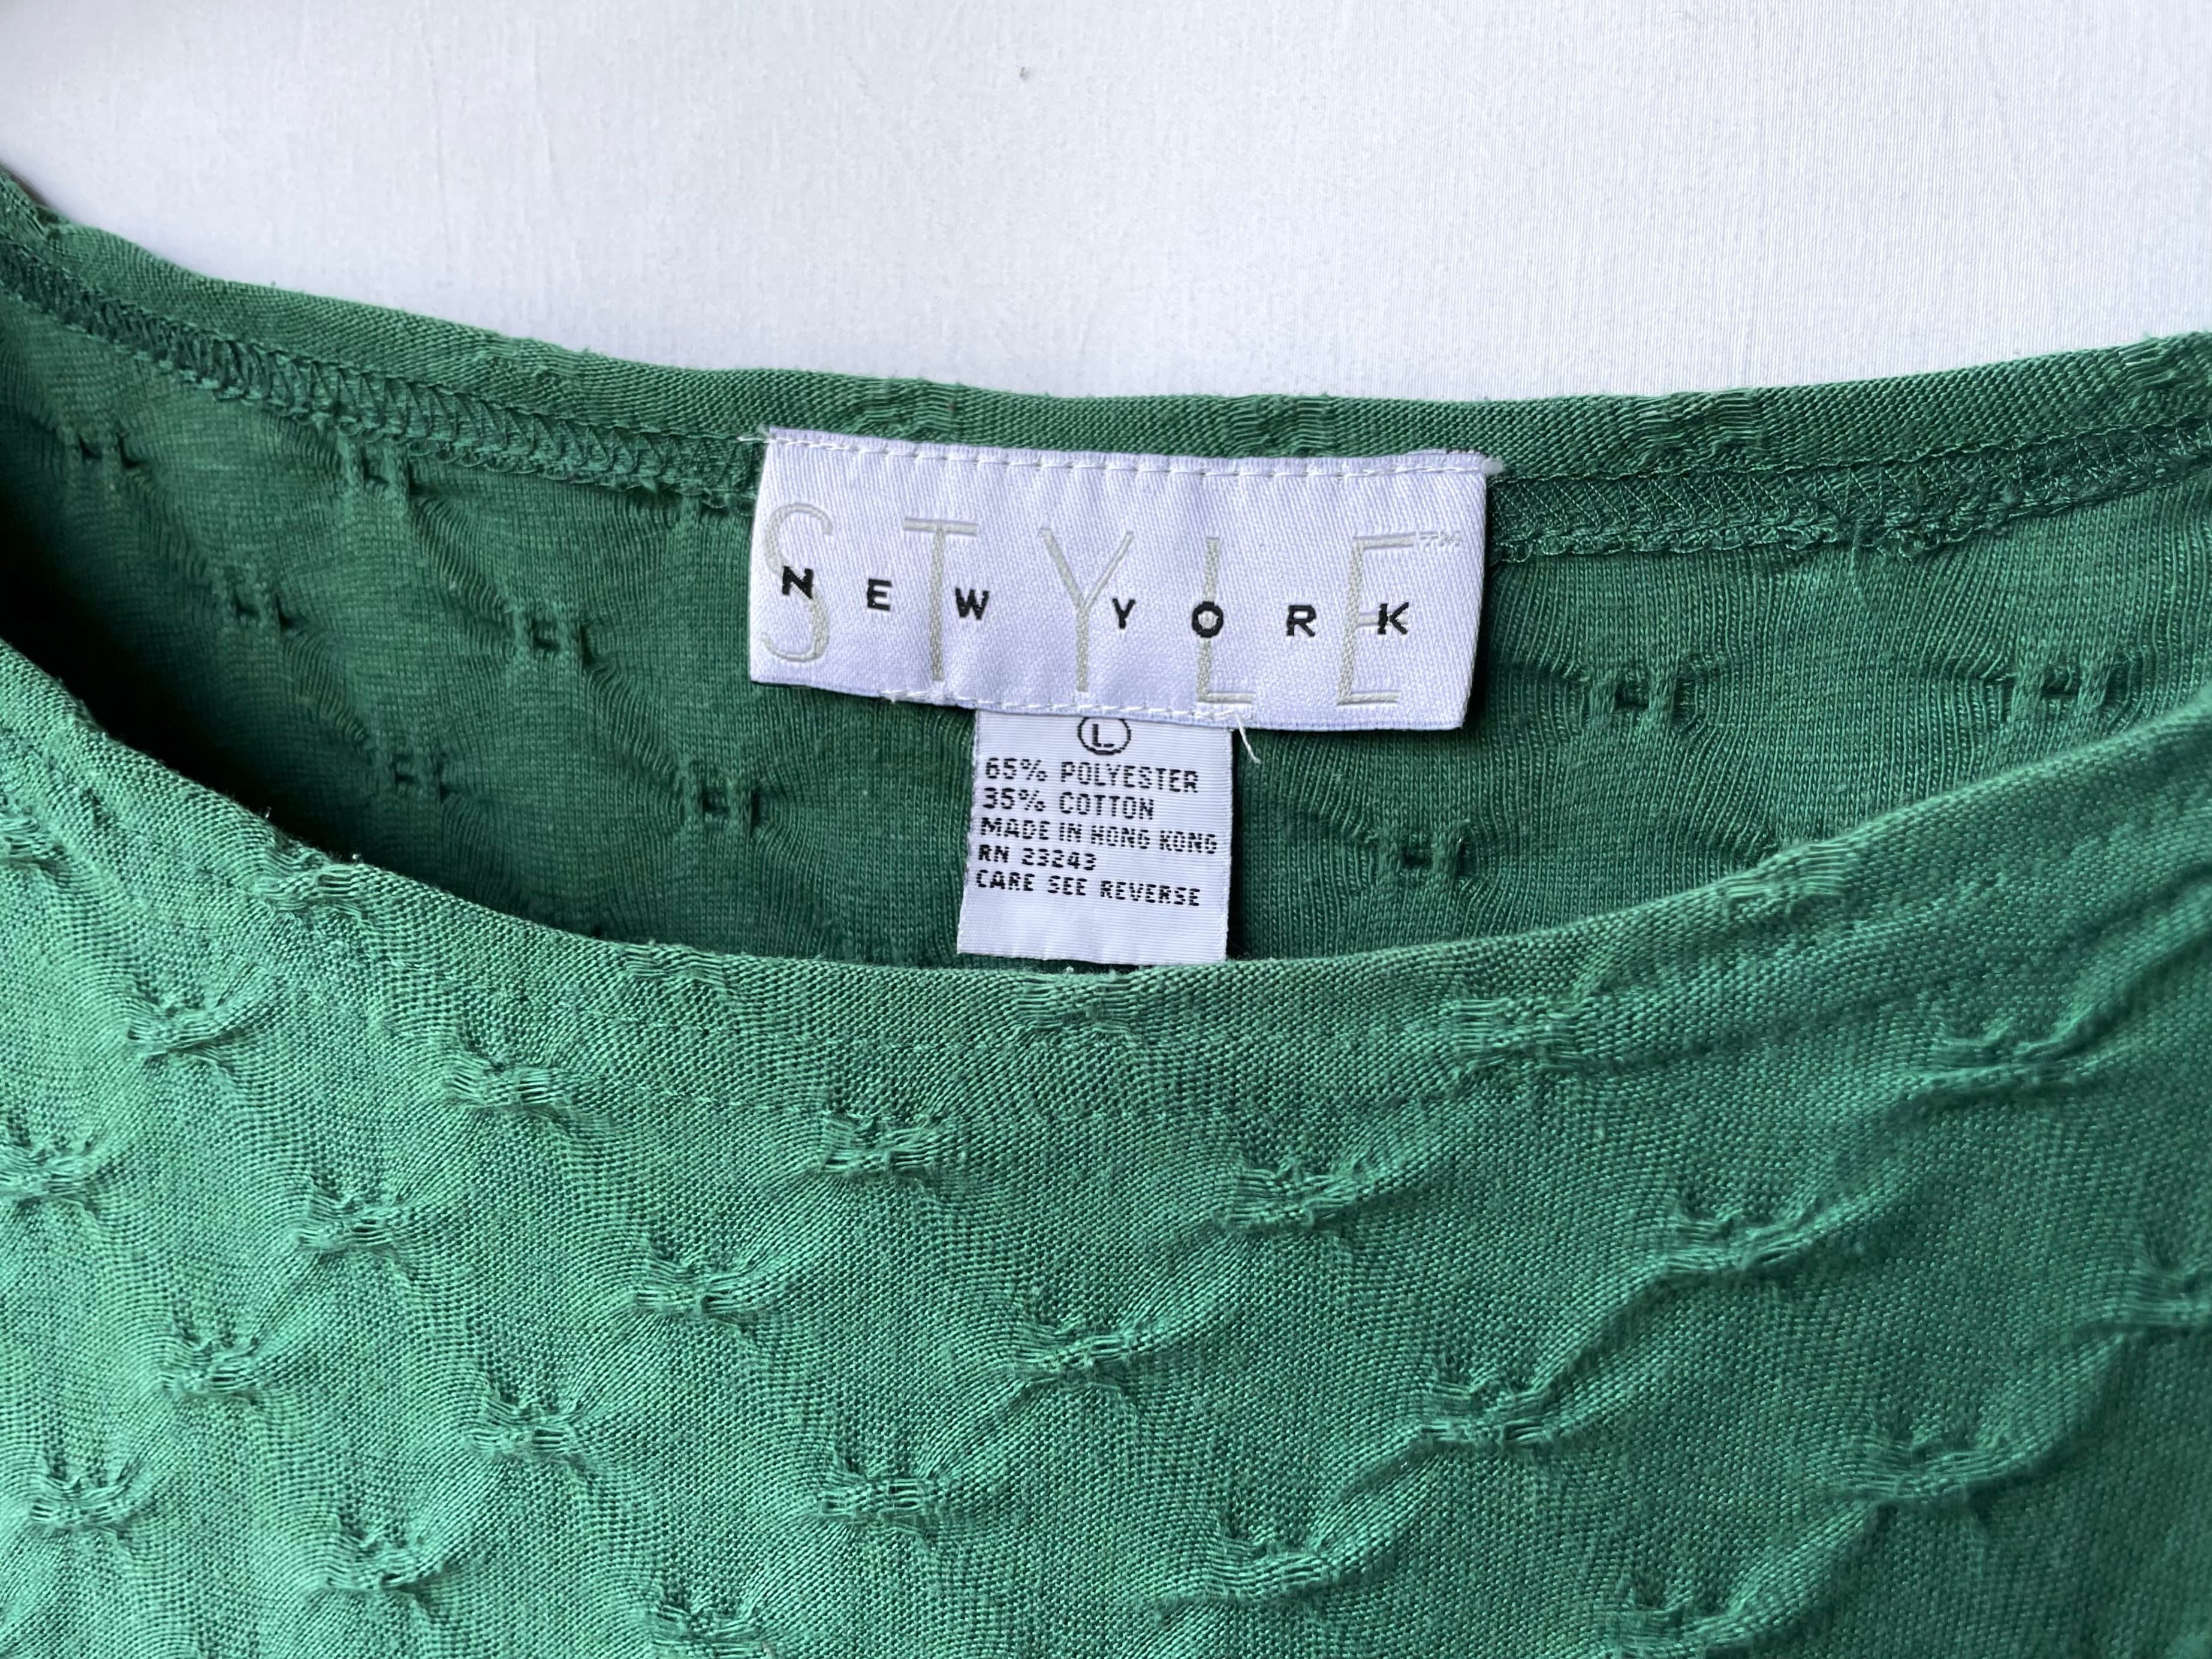 STYLE™
NEW YORK
L
65% POLYESTER
35% COTTON
MADE IN HONG KONG
RN 23243
CARE SEE REVERSE